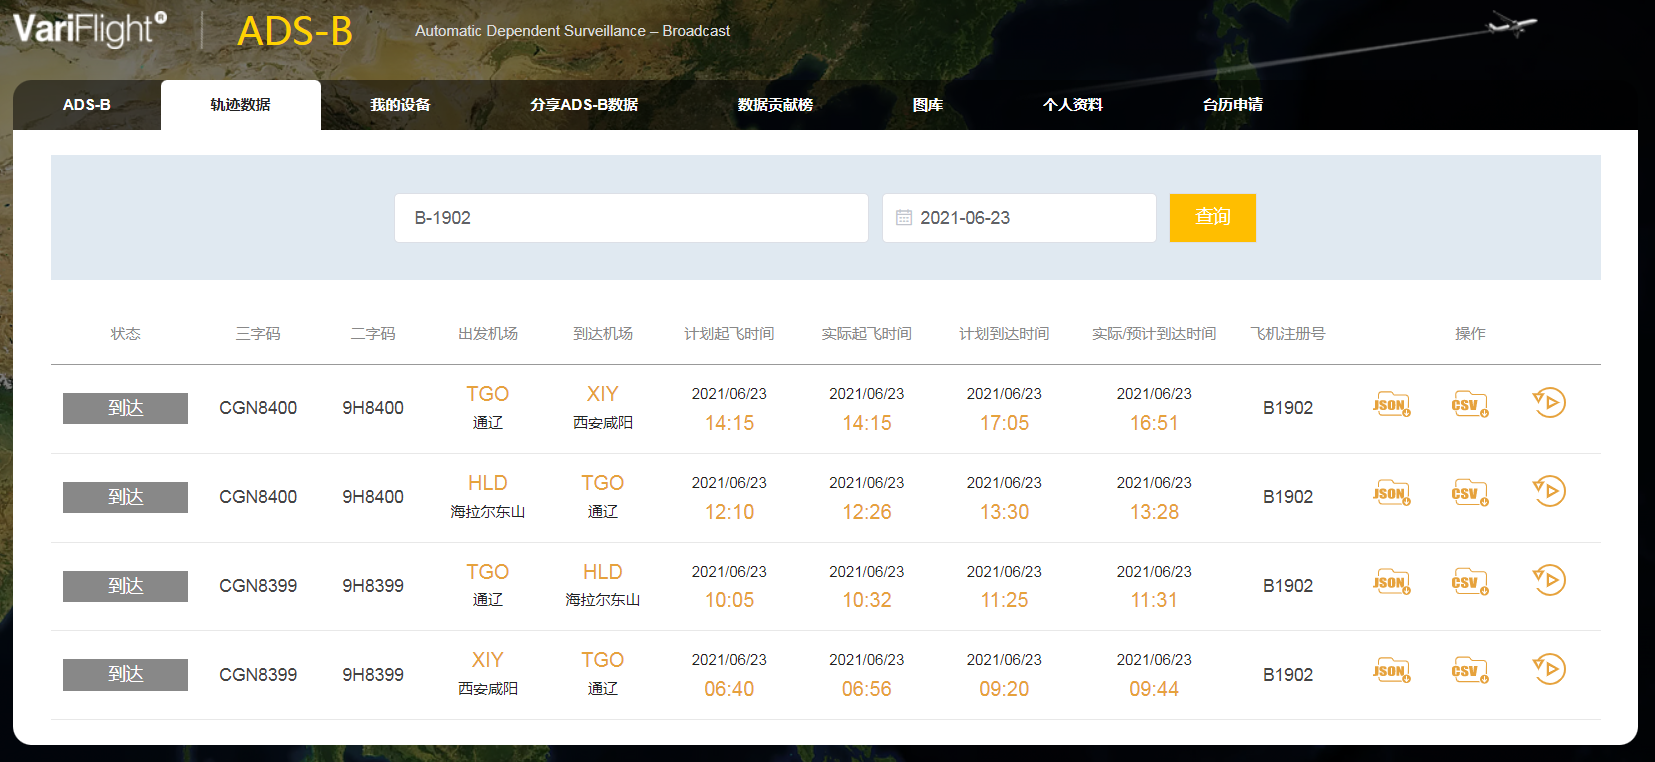 VariFlight® ADS-B Automatic Dependent Surveillance – Broadcast
ADS-B 轨迹数据 我的设备 分享ADS-B数据 数据贡献榜 图库 个人资料 台历申请
B-1902 2021-06-23 查询
状态 三字码 二字码 出发机场 到达机场 计划起飞时间 实际起飞时间 计划到达时间 实际/预计到达时间 飞机注册号 操作
TGO XIY 2021/06/23 2021/06/23 2021/06/23 2021/06/23
到达 CGN8400 9H8400 B1902 JSON CSV
通辽 西安咸阳 14:15 14:15 17:05 16:51
HLD TGO 2021/06/23 2021/06/23 2021/06/23 2021/06/23
到达 CGN8400 9H8400 B1902 JSON CSV
海拉尔东山 通辽 12:10 12:26 13:30 13:28
TGO HLD 2021/06/23 2021/06/23 2021/06/23 2021/06/23
到达 CGN8399 9H8399 B1902 JSON CSV
通辽 海拉尔东山 10:05 10:32 11:25 11:31
XIY TGO 2021/06/23 2021/06/23 2021/06/23 2021/06/23
到达 CGN8399 9H8399 B1902 JSON CSV
西安咸阳 通辽 06:40 06:56 09:20 09:44